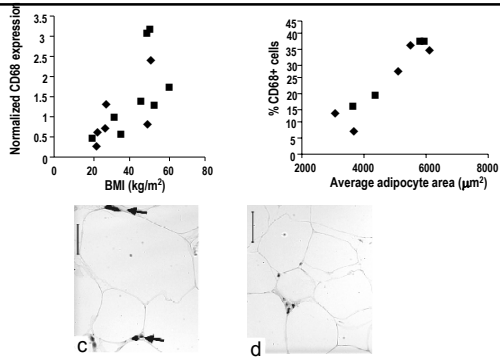 Normalized CD68 expression
3.5
3
2.5
2
1.5
1
0.5
0
0 20 40 60 80
BMI (kg/m²)
% CD68+ cells
45
40
35
30
25
20
15
10
5
0
2000 4000 6000 8000
Average adipocyte area (µm²)
c
d